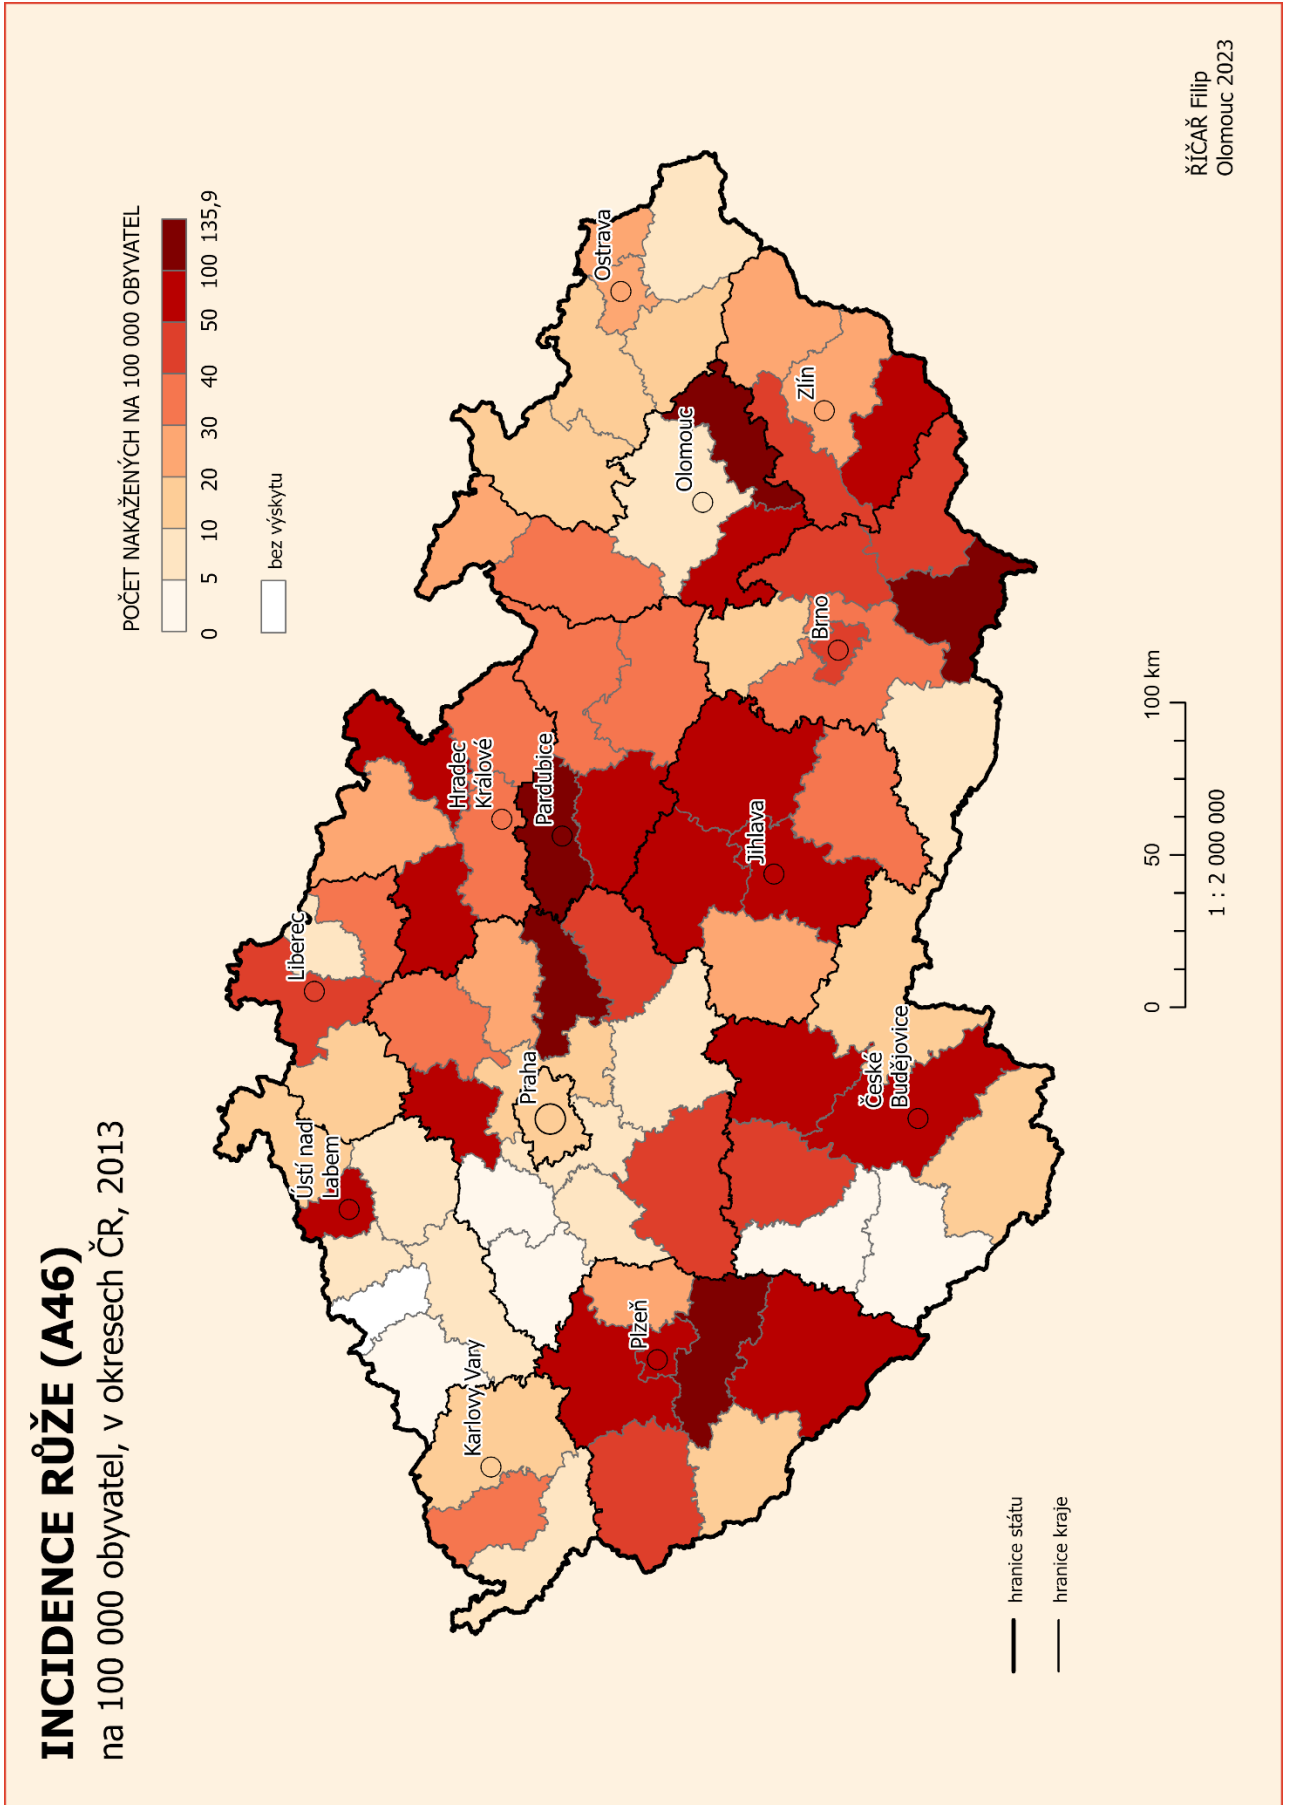 INCIDENCE RŮŽE (A46)
na 100 000 obyvatel, v okresech ČR, 2013
POČET NAKAŽENÝCH NA 100 000 OBYVATEL
0 5 10 20 30 40 50 100 135,9
bez výskytu
Liberec
Ústí nad
Labem
Karlovy Vary
Praha
Hradec
Králové
Pardubice
Ostrava
Plzeň
Olomouc
Jihlava
Zlín
Brno
České
Budějovice
hranice státu
hranice kraje
0 50 100 km
1 : 2 000 000
ŘÍČAŘ Filip
Olomouc 2023